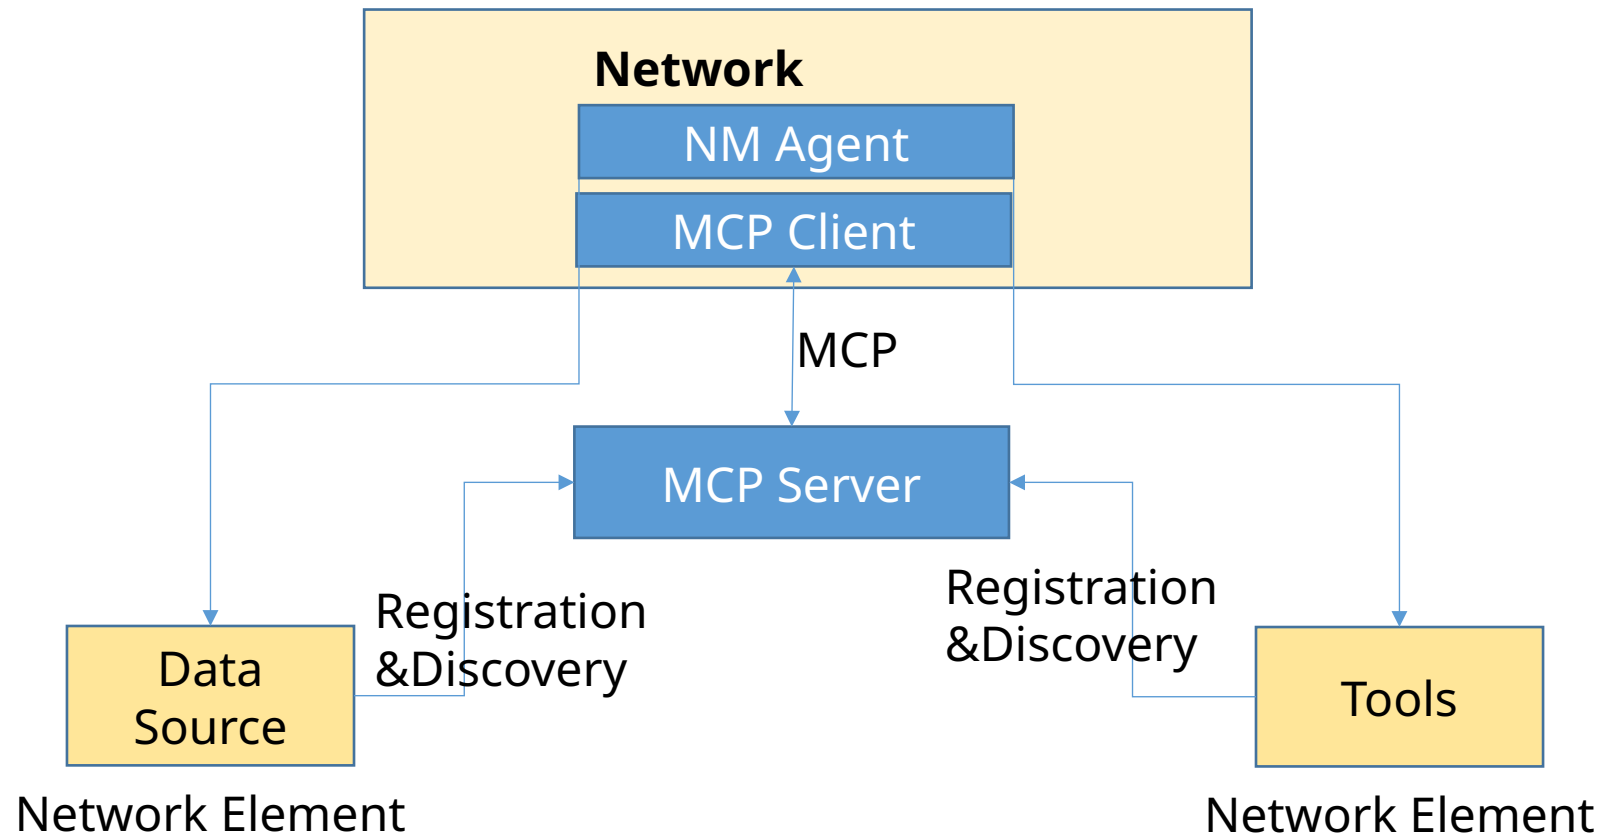 Network
NM Agent
MCP Client
MCP
MCP Server
Registration
&Discovery
Registration
&Discovery
Data
Source
Tools
Network Element
Network Element